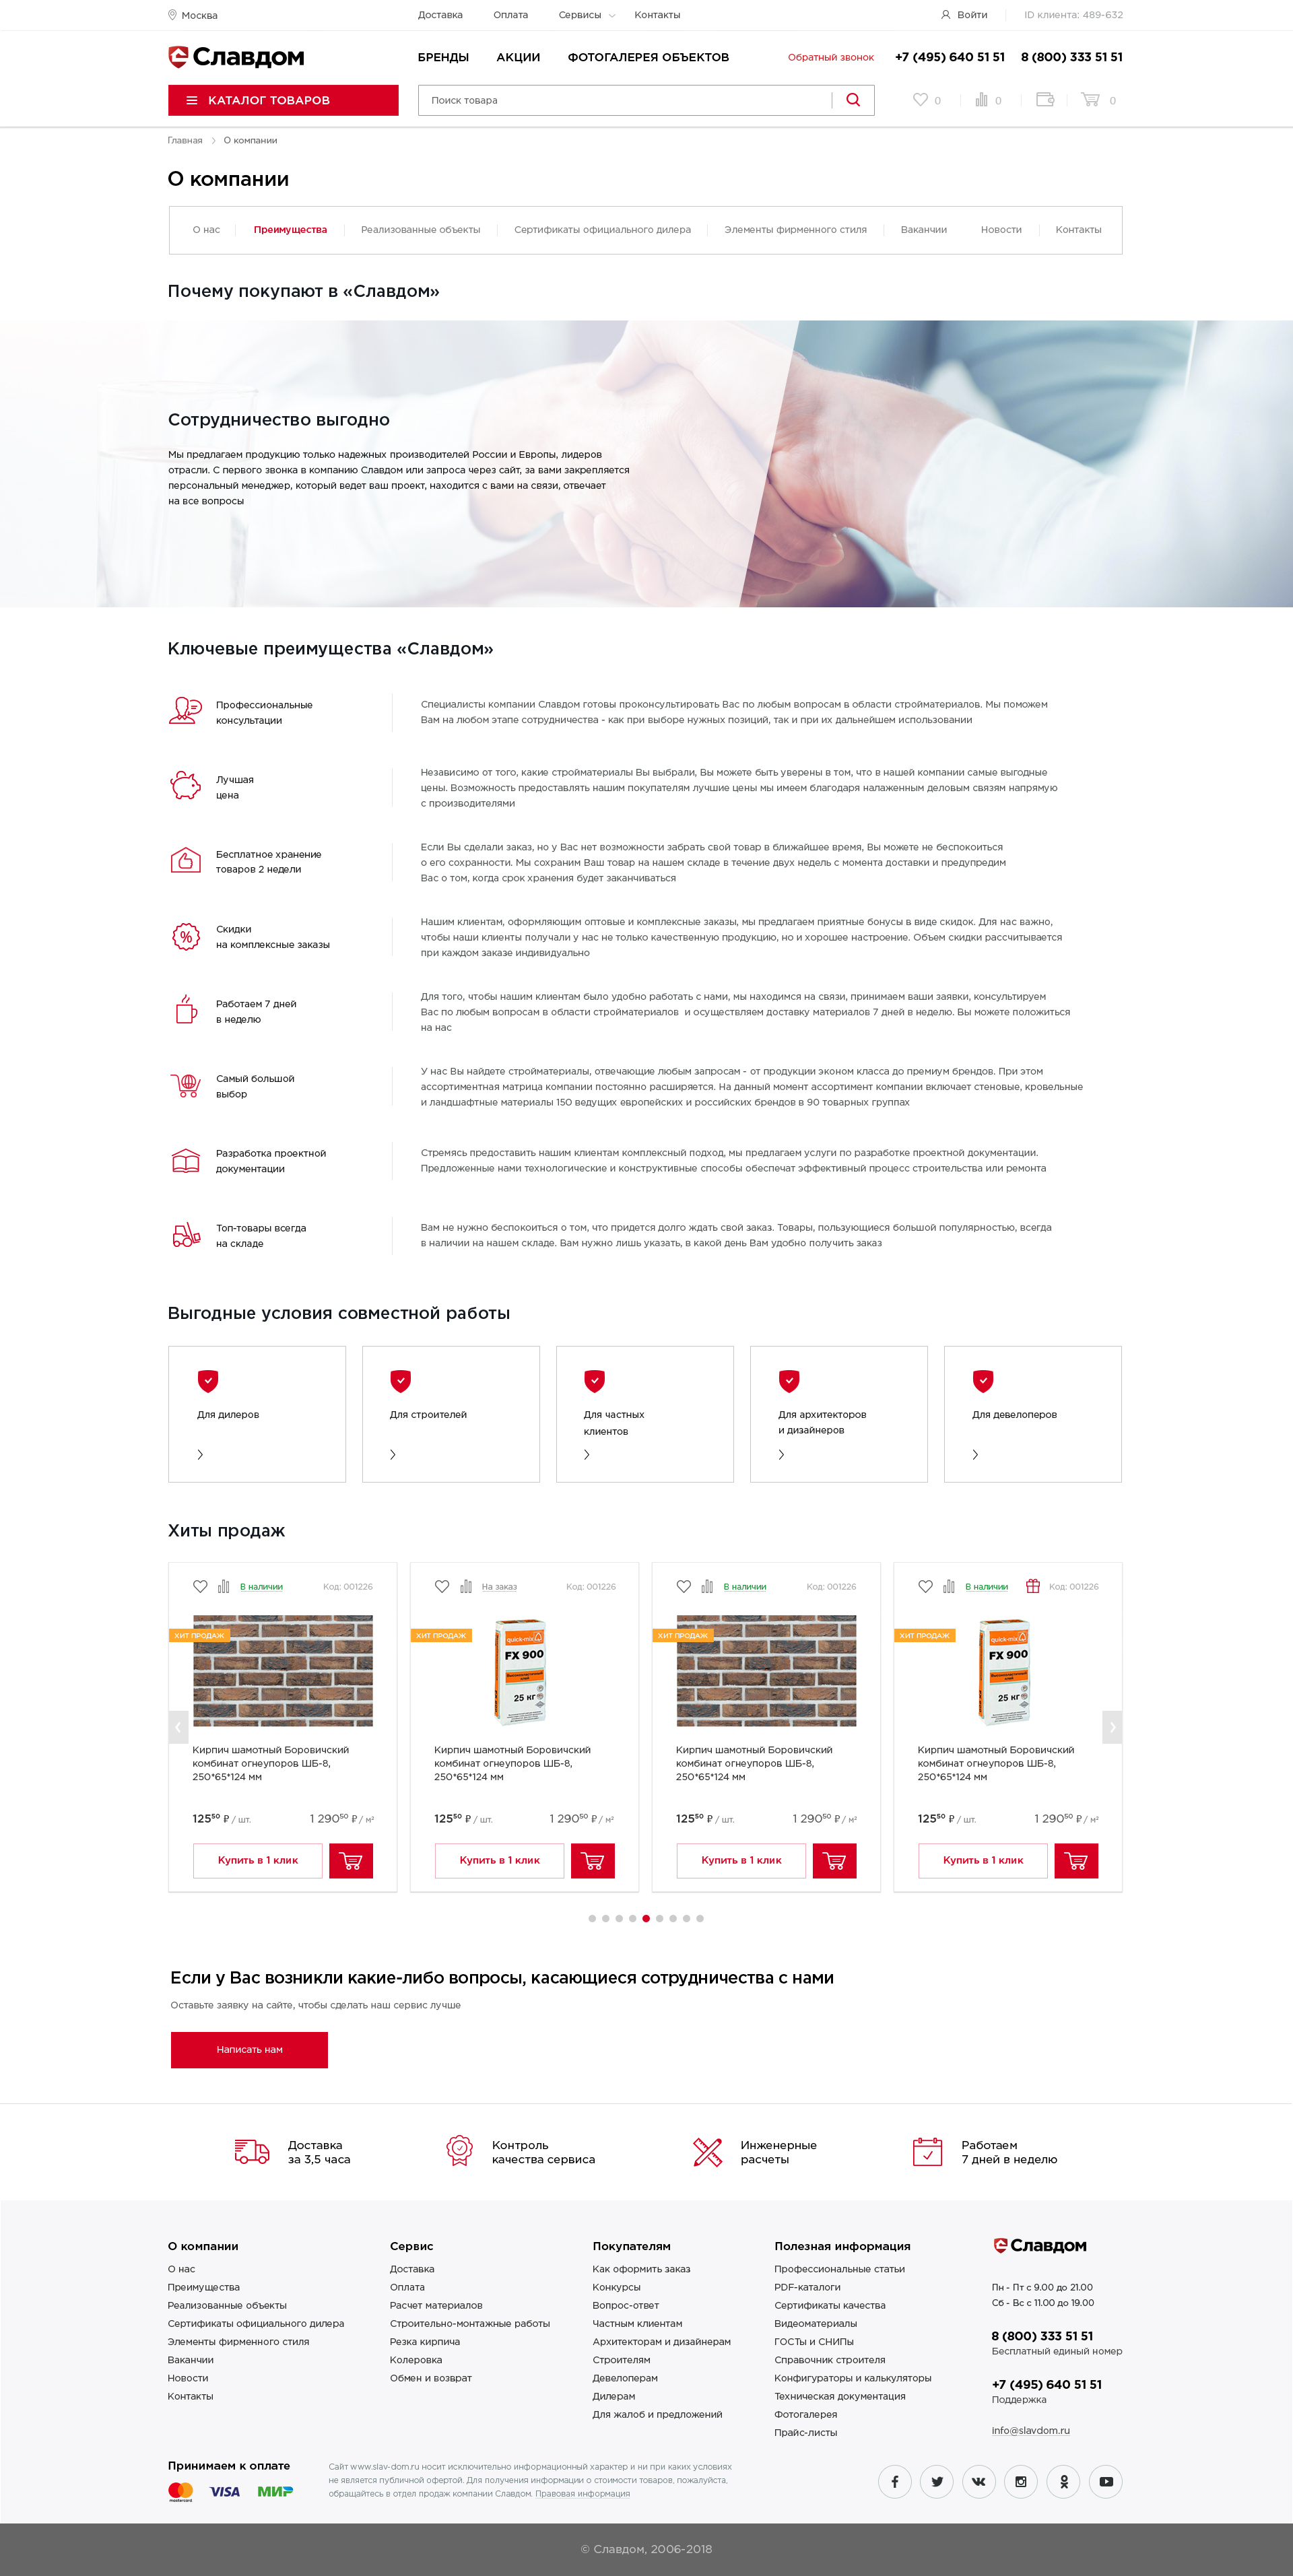 Москва
Доставка Оплата Сервисы Контакты
Войти
ID клиента: 489-632
Славдом
БРЕНДЫ АКЦИИ ФОТОГАЛЕРЕЯ ОБЪЕКТОВ
Обратный звонок
+7 (495) 640 51 51 8 (800) 333 51 51
КАТАЛОГ ТОВАРОВ
Поиск товара
0 0 0
Главная О компании
О компании
О нас Преимущества Реализованные объекты Сертификаты официального дилера Элементы фирменного стиля Ваканчии Новости Контакты
Почему покупают в «Славдом»
Сотрудничество выгодно
Мы предлагаем продукцию только надежных производителей России и Европы, лидеров
отрасли. С первого звонка в компанию Славдом или запроса через сайт, за вами закрепляется
персональный менеджер, который ведет ваш проект, находится с вами на связи, отвечает
на все вопросы
Ключевые преимущества «Славдом»
Профессиональные
консультации
Специалисты компании Славдом готовы проконсультировать Вас по любым вопросам в области стройматериалов. Мы поможем
Вам на любом этапе сотрудничества - как при выборе нужных позиций, так и при их дальнейшем использовании
Лучшая
цена
Независимо от того, какие стройматериалы Вы выбрали, Вы можете быть уверены в том, что в нашей компании самые выгодные
цены. Возможность предоставлять нашим покупателям лучшие цены мы имеем благодаря налаженным деловым связям напрямую
с производителями
Бесплатное хранение
товаров 2 недели
Если Вы сделали заказ, но у Вас нет возможности забрать свой товар в ближайшее время, Вы можете не беспокоиться
о его сохранности. Мы сохраним Ваш товар на нашем складе в течение двух недель с момента доставки и предупредим
Вас о том, когда срок хранения будет заканчиваться
Скидки
на комплексные заказы
Нашим клиентам, оформляющим оптовые и комплексные заказы, мы предлагаем приятные бонусы в виде скидок. Для нас важно,
чтобы наши клиенты получали у нас не только качественную продукцию, но и хорошее настроение. Объем скидки рассчитывается
при каждом заказе индивидуально
Работаем 7 дней
в неделю
Для того, чтобы нашим клиентам было удобно работать с нами, мы находимся на связи, принимаем ваши заявки, консультируем
Вас по любым вопросам в области стройматериалов и осуществляем доставку материалов 7 дней в неделю. Вы можете положиться
на нас
Самый большой
выбор
У нас Вы найдете стройматериалы, отвечающие любым запросам - от продукции эконом класса до премиум брендов. При этом
ассортиментная матрица компании постоянно расширяется. На данный момент ассортимент компании включает стеновые, кровельные
и ландшафтные материалы 150 ведущих европейских и российских брендов в 90 товарных группах
Разработка проектной
документации
Стремясь предоставить нашим клиентам комплексный подход, мы предлагаем услуги по разработке проектной документации.
Предложенные нами технологические и конструктивные способы обеспечат эффективный процесс строительства или ремонта
Топ-товары всегда
на складе
Вам не нужно беспокоиться о том, что придется долго ждать свой заказ. Товары, пользующиеся большой популярностью, всегда
в наличии на нашем складе. Вам нужно лишь указать, в какой день Вам удобно получить заказ
Выгодные условия совместной работы
Для дилеров
Для строителей
Для частных
клиентов
Для архитекторов
и дизайнеров
Для девелоперов
Хиты продаж
В наличии Код: 001226
ХИТ ПРОДАЖ
Кирпич шамотный Боровичский
комбинат огнеупоров ШБ-8,
250*65*124 мм
125⁵⁰ ₽ / шт. 1 290⁵⁰ ₽ / м²
Купить в 1 клик
На заказ Код: 001226
ХИТ ПРОДАЖ
quick-mix
FX 900
25 кг
Кирпич шамотный Боровичский
комбинат огнеупоров ШБ-8,
250*65*124 мм
125⁵⁰ ₽ / шт. 1 290⁵⁰ ₽ / м²
Купить в 1 клик
В наличии Код: 001226
ХИТ ПРОДАЖ
Кирпич шамотный Боровичский
комбинат огнеупоров ШБ-8,
250*65*124 мм
125⁵⁰ ₽ / шт. 1 290⁵⁰ ₽ / м²
Купить в 1 клик
В наличии Код: 001226
ХИТ ПРОДАЖ
quick-mix
FX 900
25 кг
Кирпич шамотный Боровичский
комбинат огнеупоров ШБ-8,
250*65*124 мм
125⁵⁰ ₽ / шт. 1 290⁵⁰ ₽ / м²
Купить в 1 клик
Если у Вас возникли какие-либо вопросы, касающиеся сотрудничества с нами
Оставьте заявку на сайте, чтобы сделать наш сервис лучше
Написать нам
Доставка
за 3,5 часа
Контроль
качества сервиса
Инженерные
расчеты
Работаем
7 дней в неделю
О компании
О нас
Преимущества
Реализованные объекты
Сертификаты официального дилера
Элементы фирменного стиля
Ваканчии
Новости
Контакты
Сервис
Доставка
Оплата
Расчет материалов
Строительно-монтажные работы
Резка кирпича
Колеровка
Обмен и возврат
Покупателям
Как оформить заказ
Конкурсы
Вопрос-ответ
Частным клиентам
Архитекторам и дизайнерам
Строителям
Девелоперам
Дилерам
Для жалоб и предложений
Полезная информация
Профессиональные статьи
PDF-каталоги
Сертификаты качества
Видеоматериалы
ГОСТы и СНИПы
Справочник строителя
Конфигураторы и калькуляторы
Техническая документация
Фотогалерея
Прайс-листы
Славдом
Пн - Пт с 9.00 до 21.00
Сб - Вс с 11.00 до 19.00
8 (800) 333 51 51
Бесплатный единый номер
+7 (495) 640 51 51
Поддержка
info@slavdom.ru
Принимаем к оплате
mastercard VISA МИР
Сайт www.slav-dom.ru носит исключительно информационный характер и ни при каких условиях
не является публичной офертой. Для получения информации о стоимости товаров, пожалуйста,
обращайтесь в отдел продаж компании Славдом. Правовая информация
© Славдом, 2006-2018